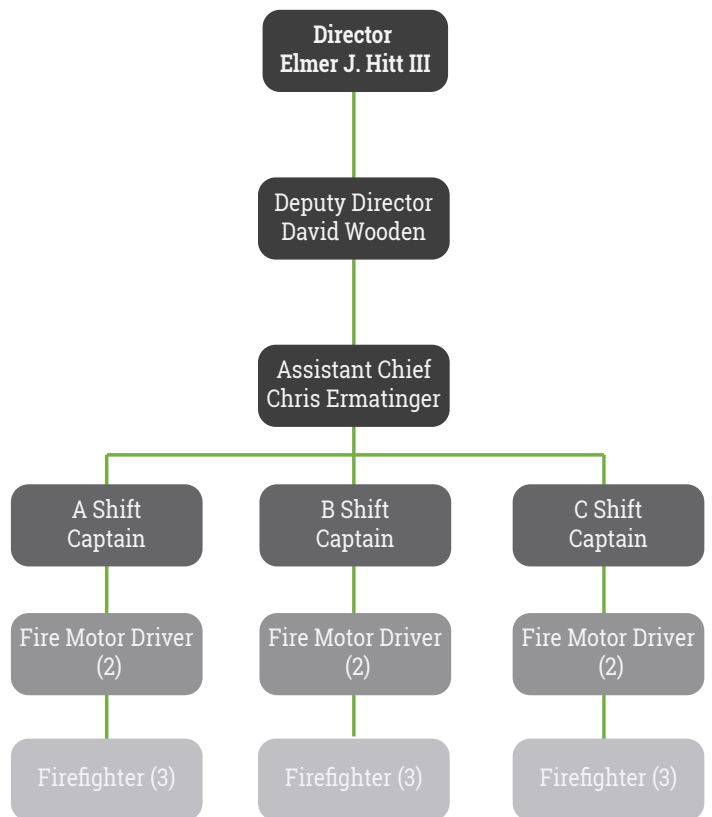 Director
Elmer J. Hitt III
Deputy Director
David Wooden
Assistant Chief
Chris Ermatinger
A Shift
Captain
B Shift
Captain
C Shift
Captain
Fire Motor Driver
(2)
Fire Motor Driver
(2)
Fire Motor Driver
(2)
Firefighter (3)
Firefighter (3)
Firefighter (3)